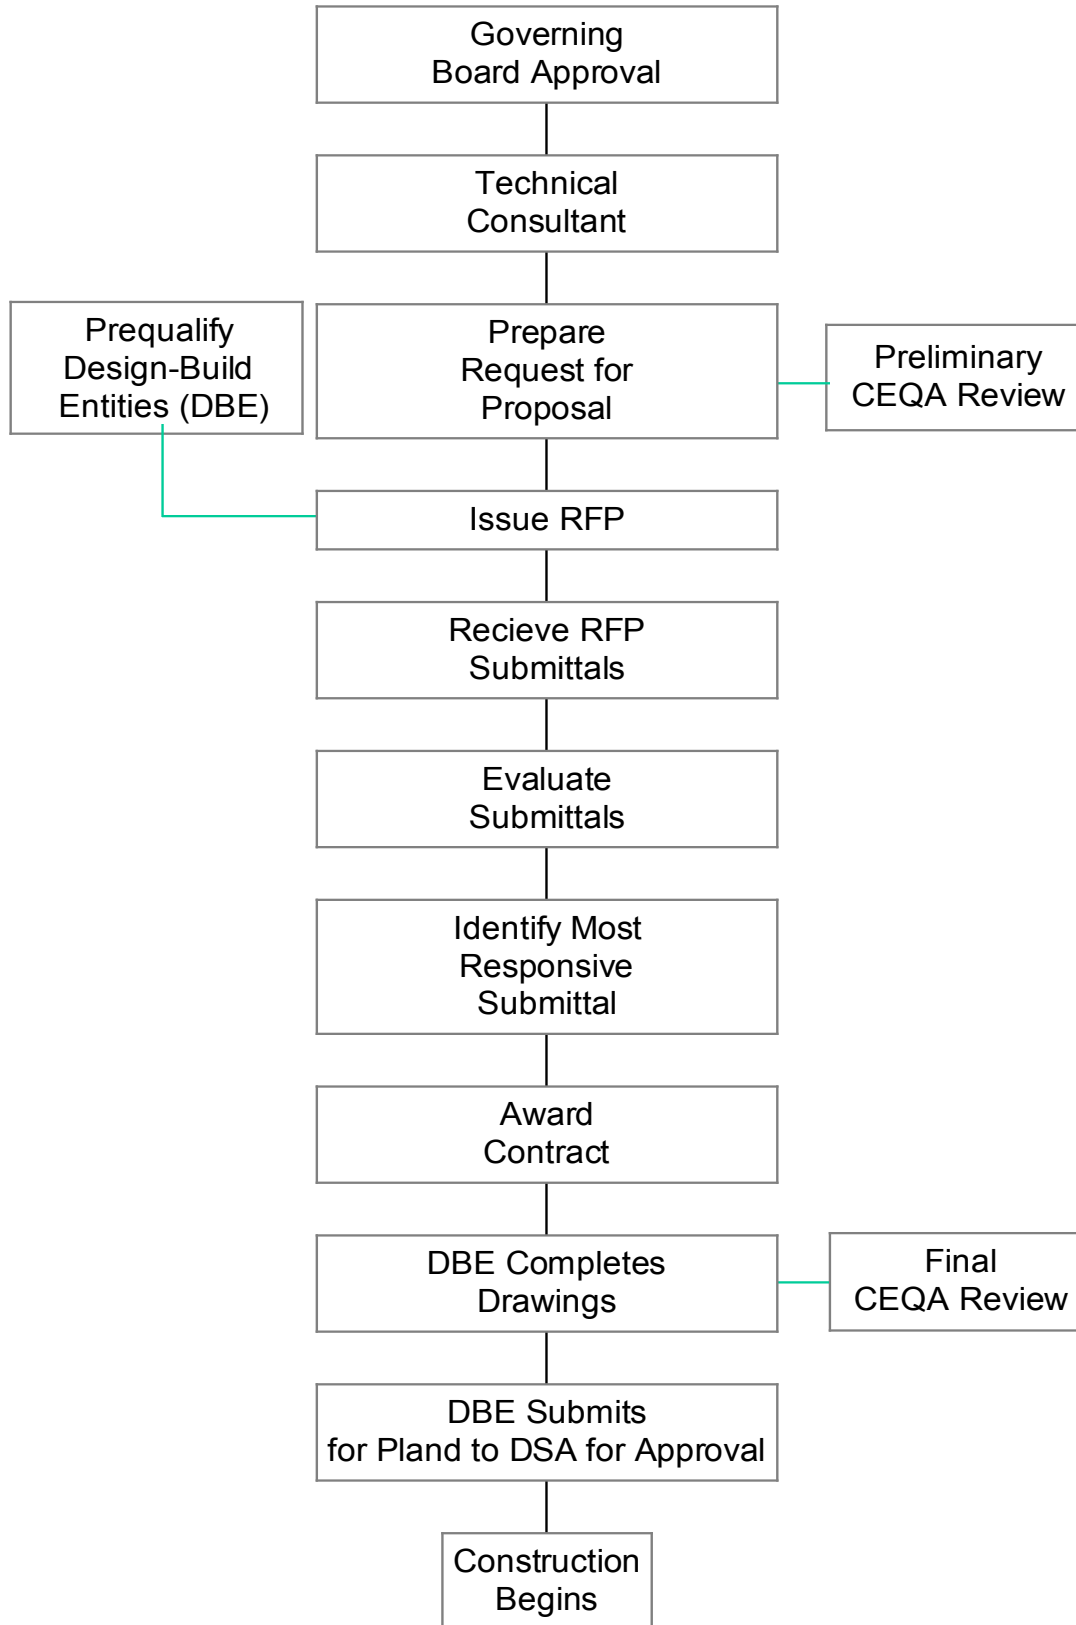 Governing
Board Approval
Technical
Consultant
Prequalify
Design-Build
Entities (DBE)
Prepare
Request for
Proposal
Preliminary
CEQA Review
Issue RFP
Recieve RFP
Submittals
Evaluate
Submittals
Identify Most
Responsive
Submittal
Award
Contract
DBE Completes
Drawings
Final
CEQA Review
DBE Submits
for Pland to DSA for Approval
Construction
Begins